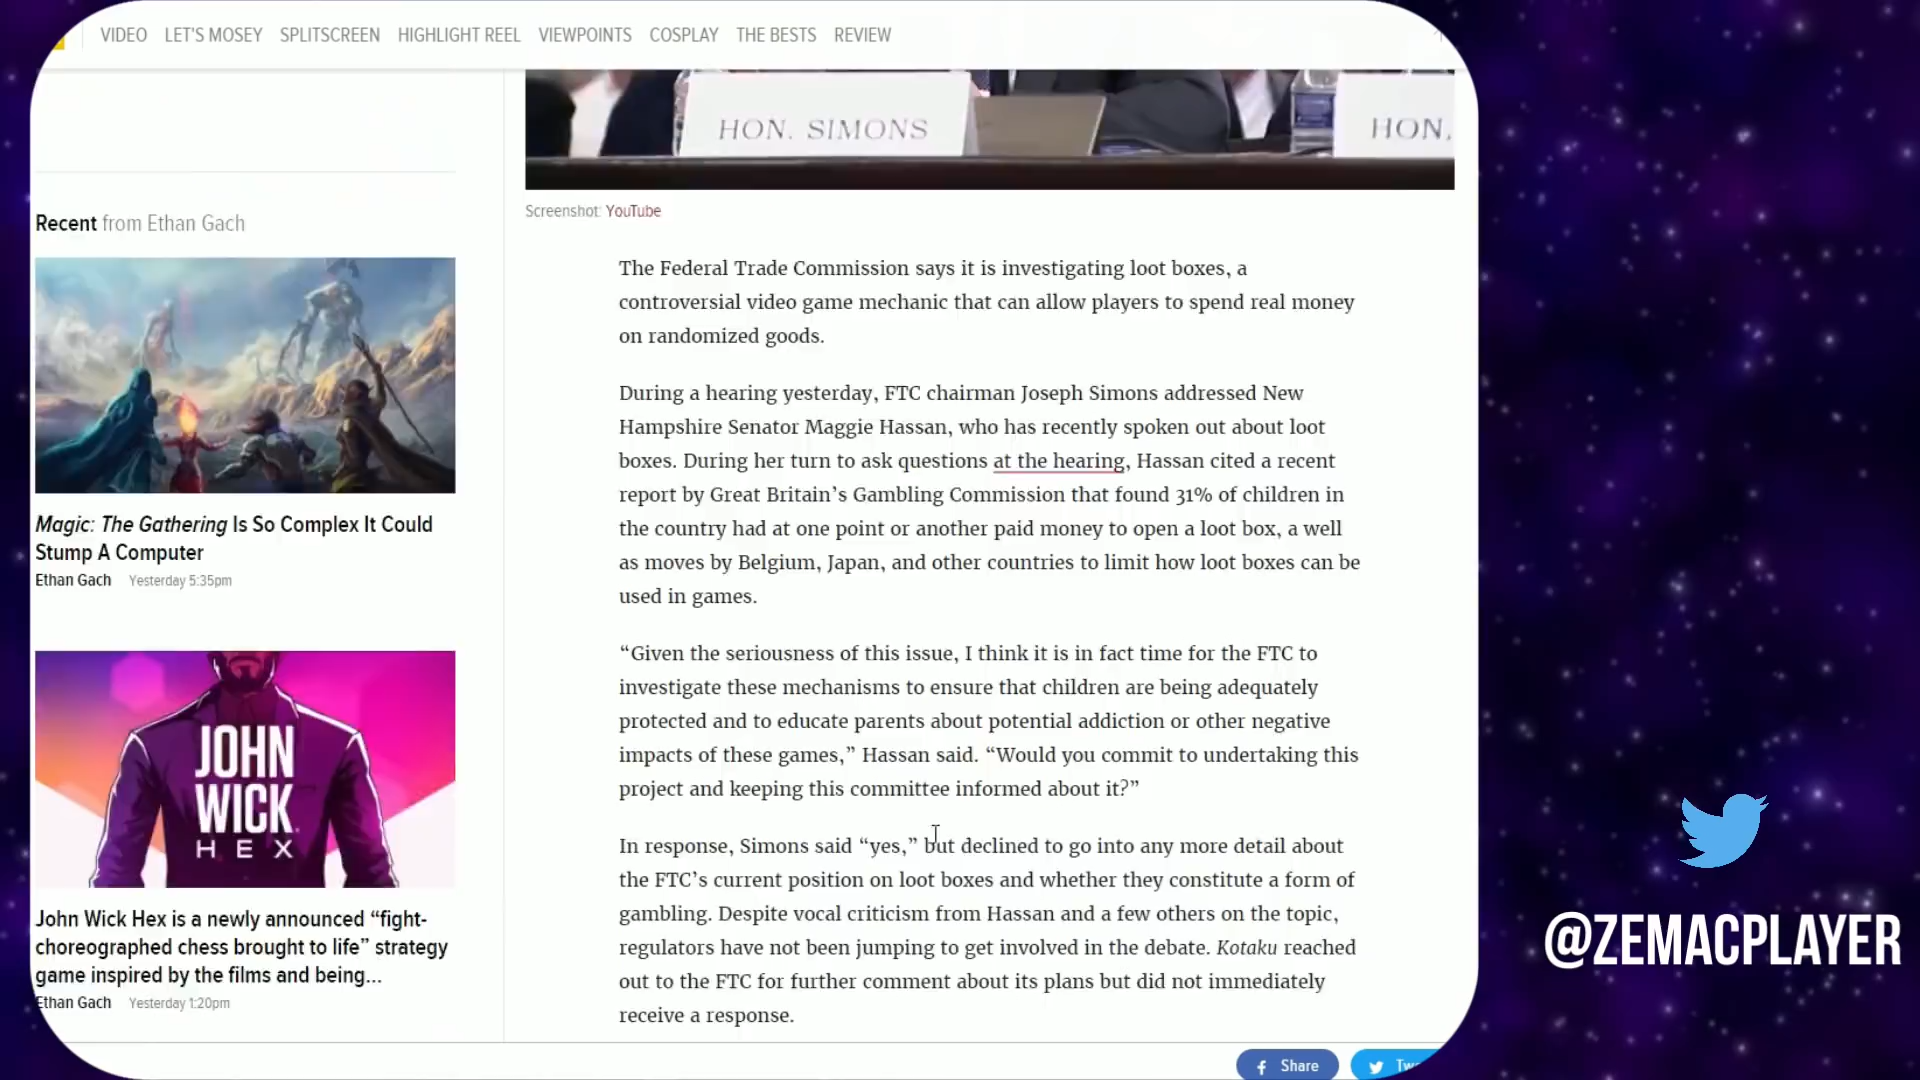 VIDEO LET'S MOSEY SPLITSCREEN HIGHLIGHT REEL VIEWPOINTS COSPLAY THE BESTS REVIEW
HON. SIMONS
HON.
Screenshot: YouTube
Recent from Ethan Gach
Magic: The Gathering Is So Complex It Could
Stump A Computer
Ethan Gach Yesterday 5:35pm
JOHN
WICK
HEX
John Wick Hex is a newly announced “fight-
choreographed chess brought to life” strategy
game inspired by the films and being...
Ethan Gach Yesterday 1:20pm
The Federal Trade Commission says it is investigating loot boxes, a
controversial video game mechanic that can allow players to spend real money
on randomized goods.
During a hearing yesterday, FTC chairman Joseph Simons addressed New
Hampshire Senator Maggie Hassan, who has recently spoken out about loot
boxes. During her turn to ask questions at the hearing, Hassan cited a recent
report by Great Britain’s Gambling Commission that found 31% of children in
the country had at one point or another paid money to open a loot box, a well
as moves by Belgium, Japan, and other countries to limit how loot boxes can be
used in games.
“Given the seriousness of this issue, I think it is in fact time for the FTC to
investigate these mechanisms to ensure that children are being adequately
protected and to educate parents about potential addiction or other negative
impacts of these games,” Hassan said. “Would you commit to undertaking this
project and keeping this committee informed about it?”
In response, Simons said “yes,” but declined to go into any more detail about
the FTC’s current position on loot boxes and whether they constitute a form of
gambling. Despite vocal criticism from Hassan and a few others on the topic,
regulators have not been jumping to get involved in the debate. Kotaku reached
out to the FTC for further comment about its plans but did not immediately
receive a response.
Share
@ZEMACPLAYER